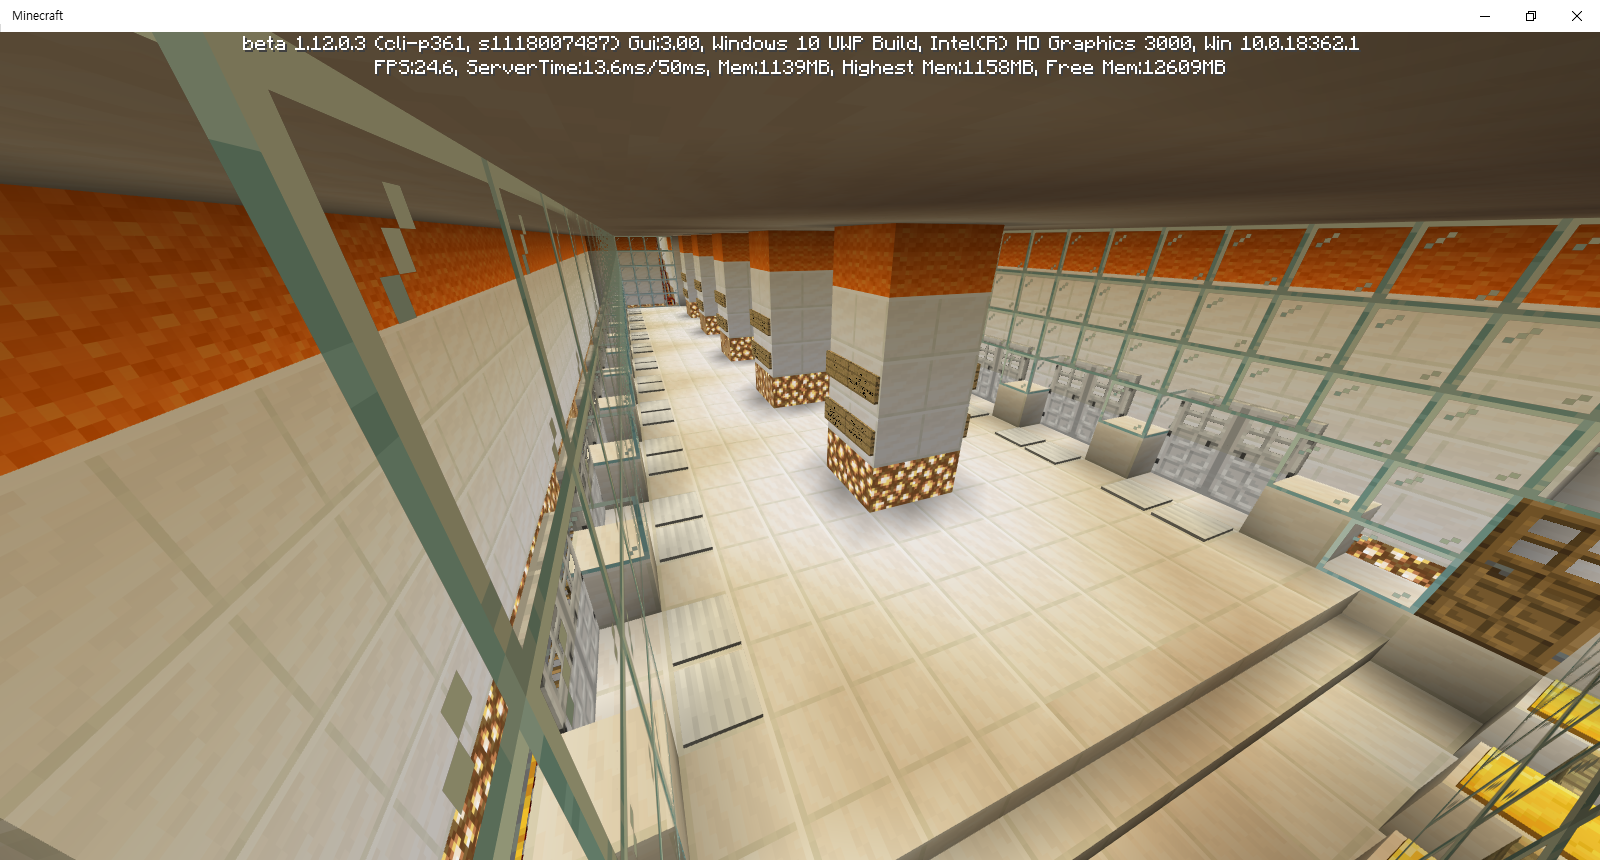 Minecraft
beta 1.12.0.3 (cli-p361, s1118007487) Gui:3.00, Windows 10 UWP Build, Intel(R) HD Graphics 3000, Win 10.0.18362.1
FPS:24.6, ServerTime:13.6ms/50ms, Mem:1139MB, Highest Mem:1158MB, Free Mem:12609MB